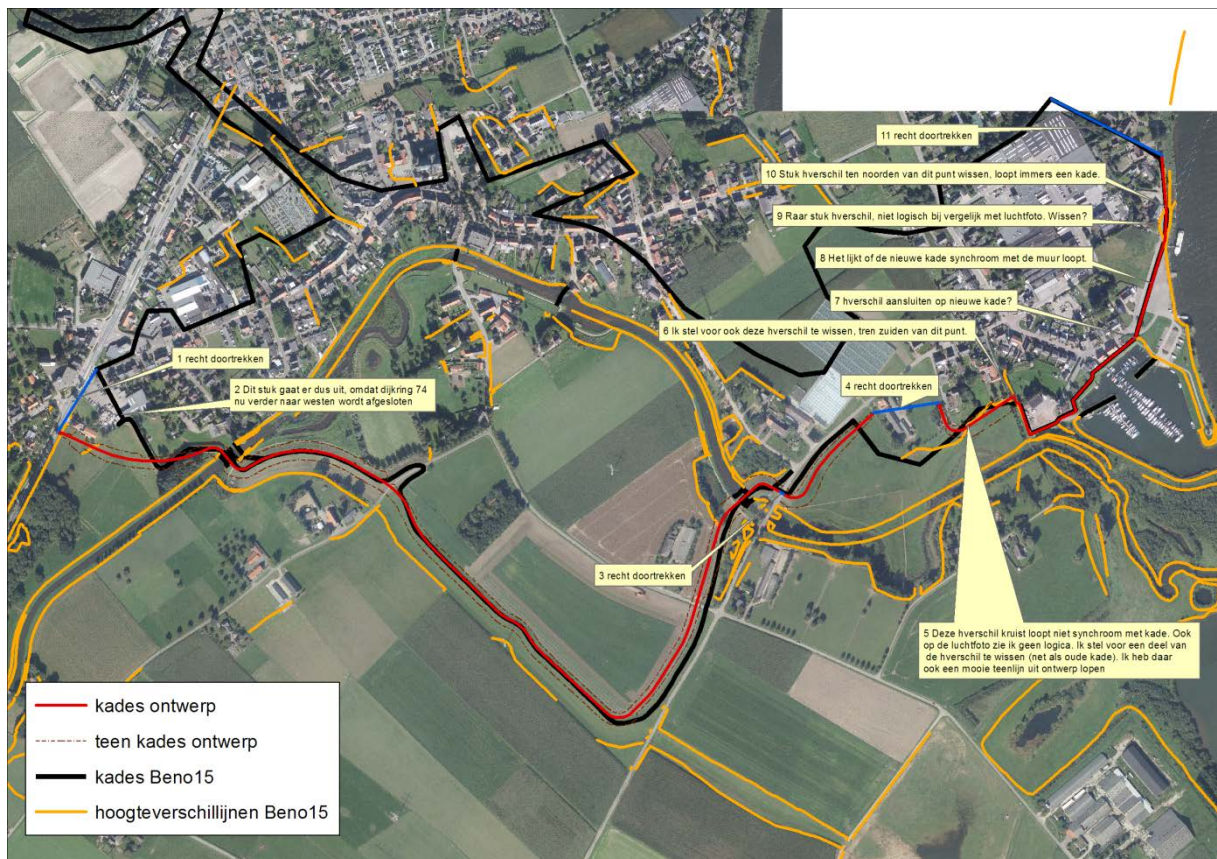 11 recht doortrekken
10 Stuk hverschil ten noorden van dit punt wissen, loopt immers een kade.
9 Raar stuk hverschil, niet logisch bij vergelijk met luchtfoto. Wissen?
8 Het lijkt of de nieuwe kade synchroom met de muur loopt.
7 hverschil aansluiten op nieuwe kade?
6 Ik stel voor ook deze hverschil te wissen, tren zuiden van dit punt.
1 recht doortrekken
4 recht doortrekken
2 Dit stuk gaat er dus uit, omdat dijkring 74
nu verder naar westen wordt afgesloten
3 recht doortrekken
5 Deze hverschil kruist loopt niet synchroom met kade. Ook
op de luchtfoto zie ik geen logica. Ik stel voor een deel van
de hverschil te wissen (net als oude kade). Ik heb daar
ook een mooie teenlijn uit ontwerp lopen
kades ontwerp
teen kades ontwerp
kades Beno15
hoogteverschillijnen Beno15